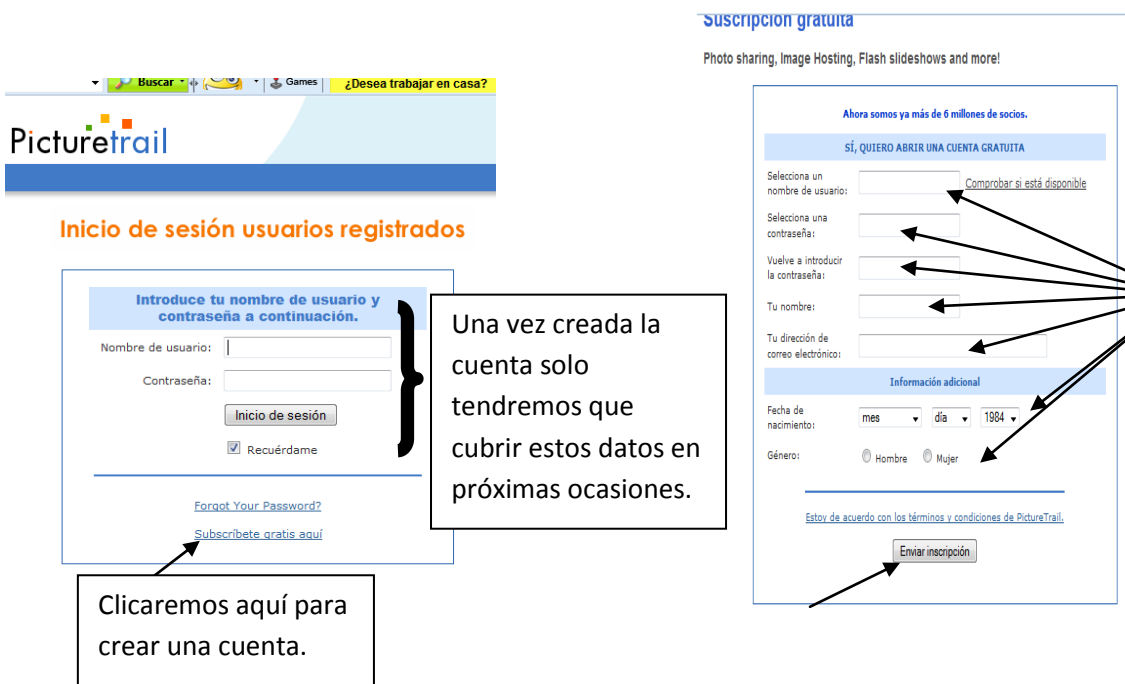 Buscar
Games
¿Desea trabajar en casa?
Picturetrail
Inicio de sesión usuarios registrados
Introduce tu nombre de usuario y
contraseña a continuación.
Nombre de usuario:
Contraseña:
Inicio de sesión
Recuérdame
Forgot Your Password?
Subscríbete gratis aquí
Una vez creada la
cuenta solo
tendremos que
cubrir estos datos en
próximas ocasiones.
Clicaremos aquí para
crear una cuenta.
Suscripción gratuita
Photo sharing, Image Hosting, Flash slideshows and more!
Ahora somos ya más de 6 millones de socios.
SÍ, QUIERO ABRIR UNA CUENTA GRATUITA
Selecciona un
nombre de usuario:
Comprobar si está disponible
Selecciona una
contraseña:
Vuelve a introducir
la contraseña:
Tu nombre:
Tu dirección de
correo electrónico:
Información adicional
Fecha de
nacimiento:
mes día 1984
Género:
Hombre Mujer
Estoy de acuerdo con los términos y condiciones de PictureTrail.
Enviar inscripción